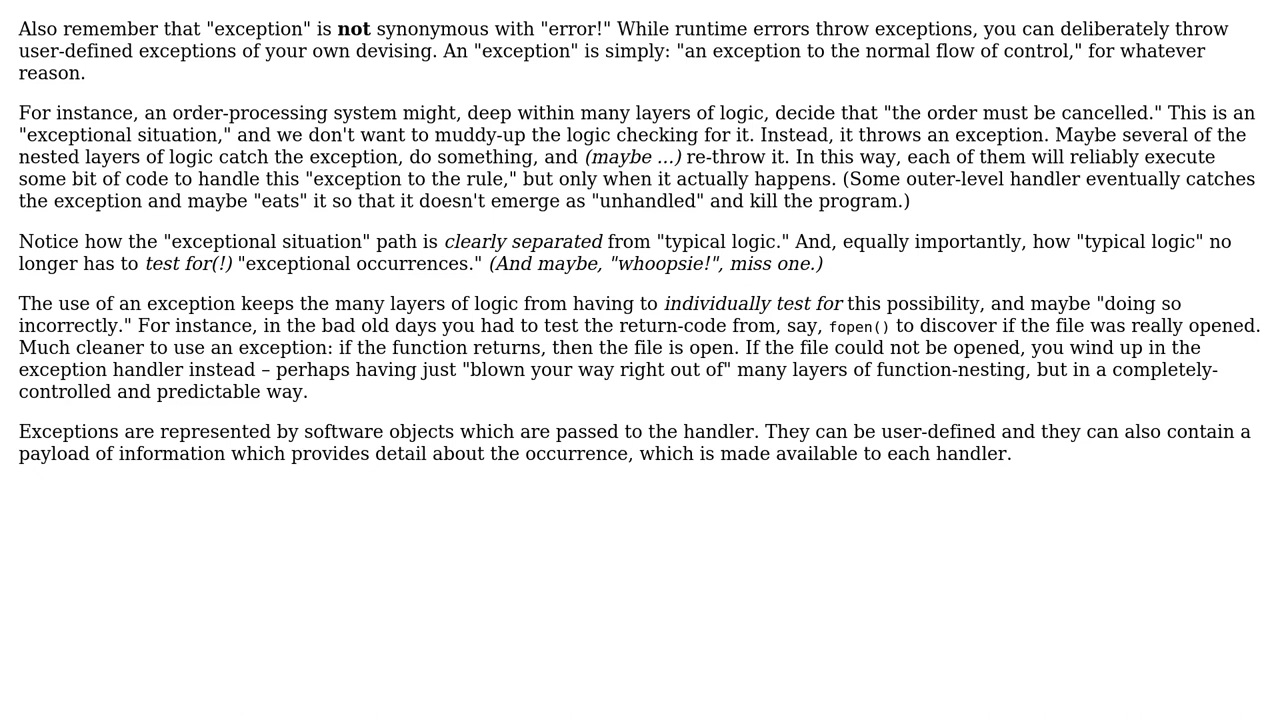 Also remember that "exception" is not synonymous with "error!" While runtime errors throw exceptions, you can deliberately throw
user-defined exceptions of your own devising. An "exception" is simply: "an exception to the normal flow of control," for whatever
reason.
For instance, an order-processing system might, deep within many layers of logic, decide that "the order must be cancelled." This is an
"exceptional situation," and we don't want to muddy-up the logic checking for it. Instead, it throws an exception. Maybe several of the
nested layers of logic catch the exception, do something, and (maybe ...) re-throw it. In this way, each of them will reliably execute
some bit of code to handle this "exception to the rule," but only when it actually happens. (Some outer-level handler eventually catches
the exception and maybe "eats" it so that it doesn't emerge as "unhandled" and kill the program.)
Notice how the "exceptional situation" path is clearly separated from "typical logic." And, equally importantly, how "typical logic" no
longer has to test for(!) "exceptional occurrences." (And maybe, "whoopsie!", miss one.)
The use of an exception keeps the many layers of logic from having to individually test for this possibility, and maybe "doing so
incorrectly." For instance, in the bad old days you had to test the return-code from, say, fopen() to discover if the file was really opened.
Much cleaner to use an exception: if the function returns, then the file is open. If the file could not be opened, you wind up in the
exception handler instead – perhaps having just "blown your way right out of" many layers of function-nesting, but in a completely-
controlled and predictable way.
Exceptions are represented by software objects which are passed to the handler. They can be user-defined and they can also contain a
payload of information which provides detail about the occurrence, which is made available to each handler.